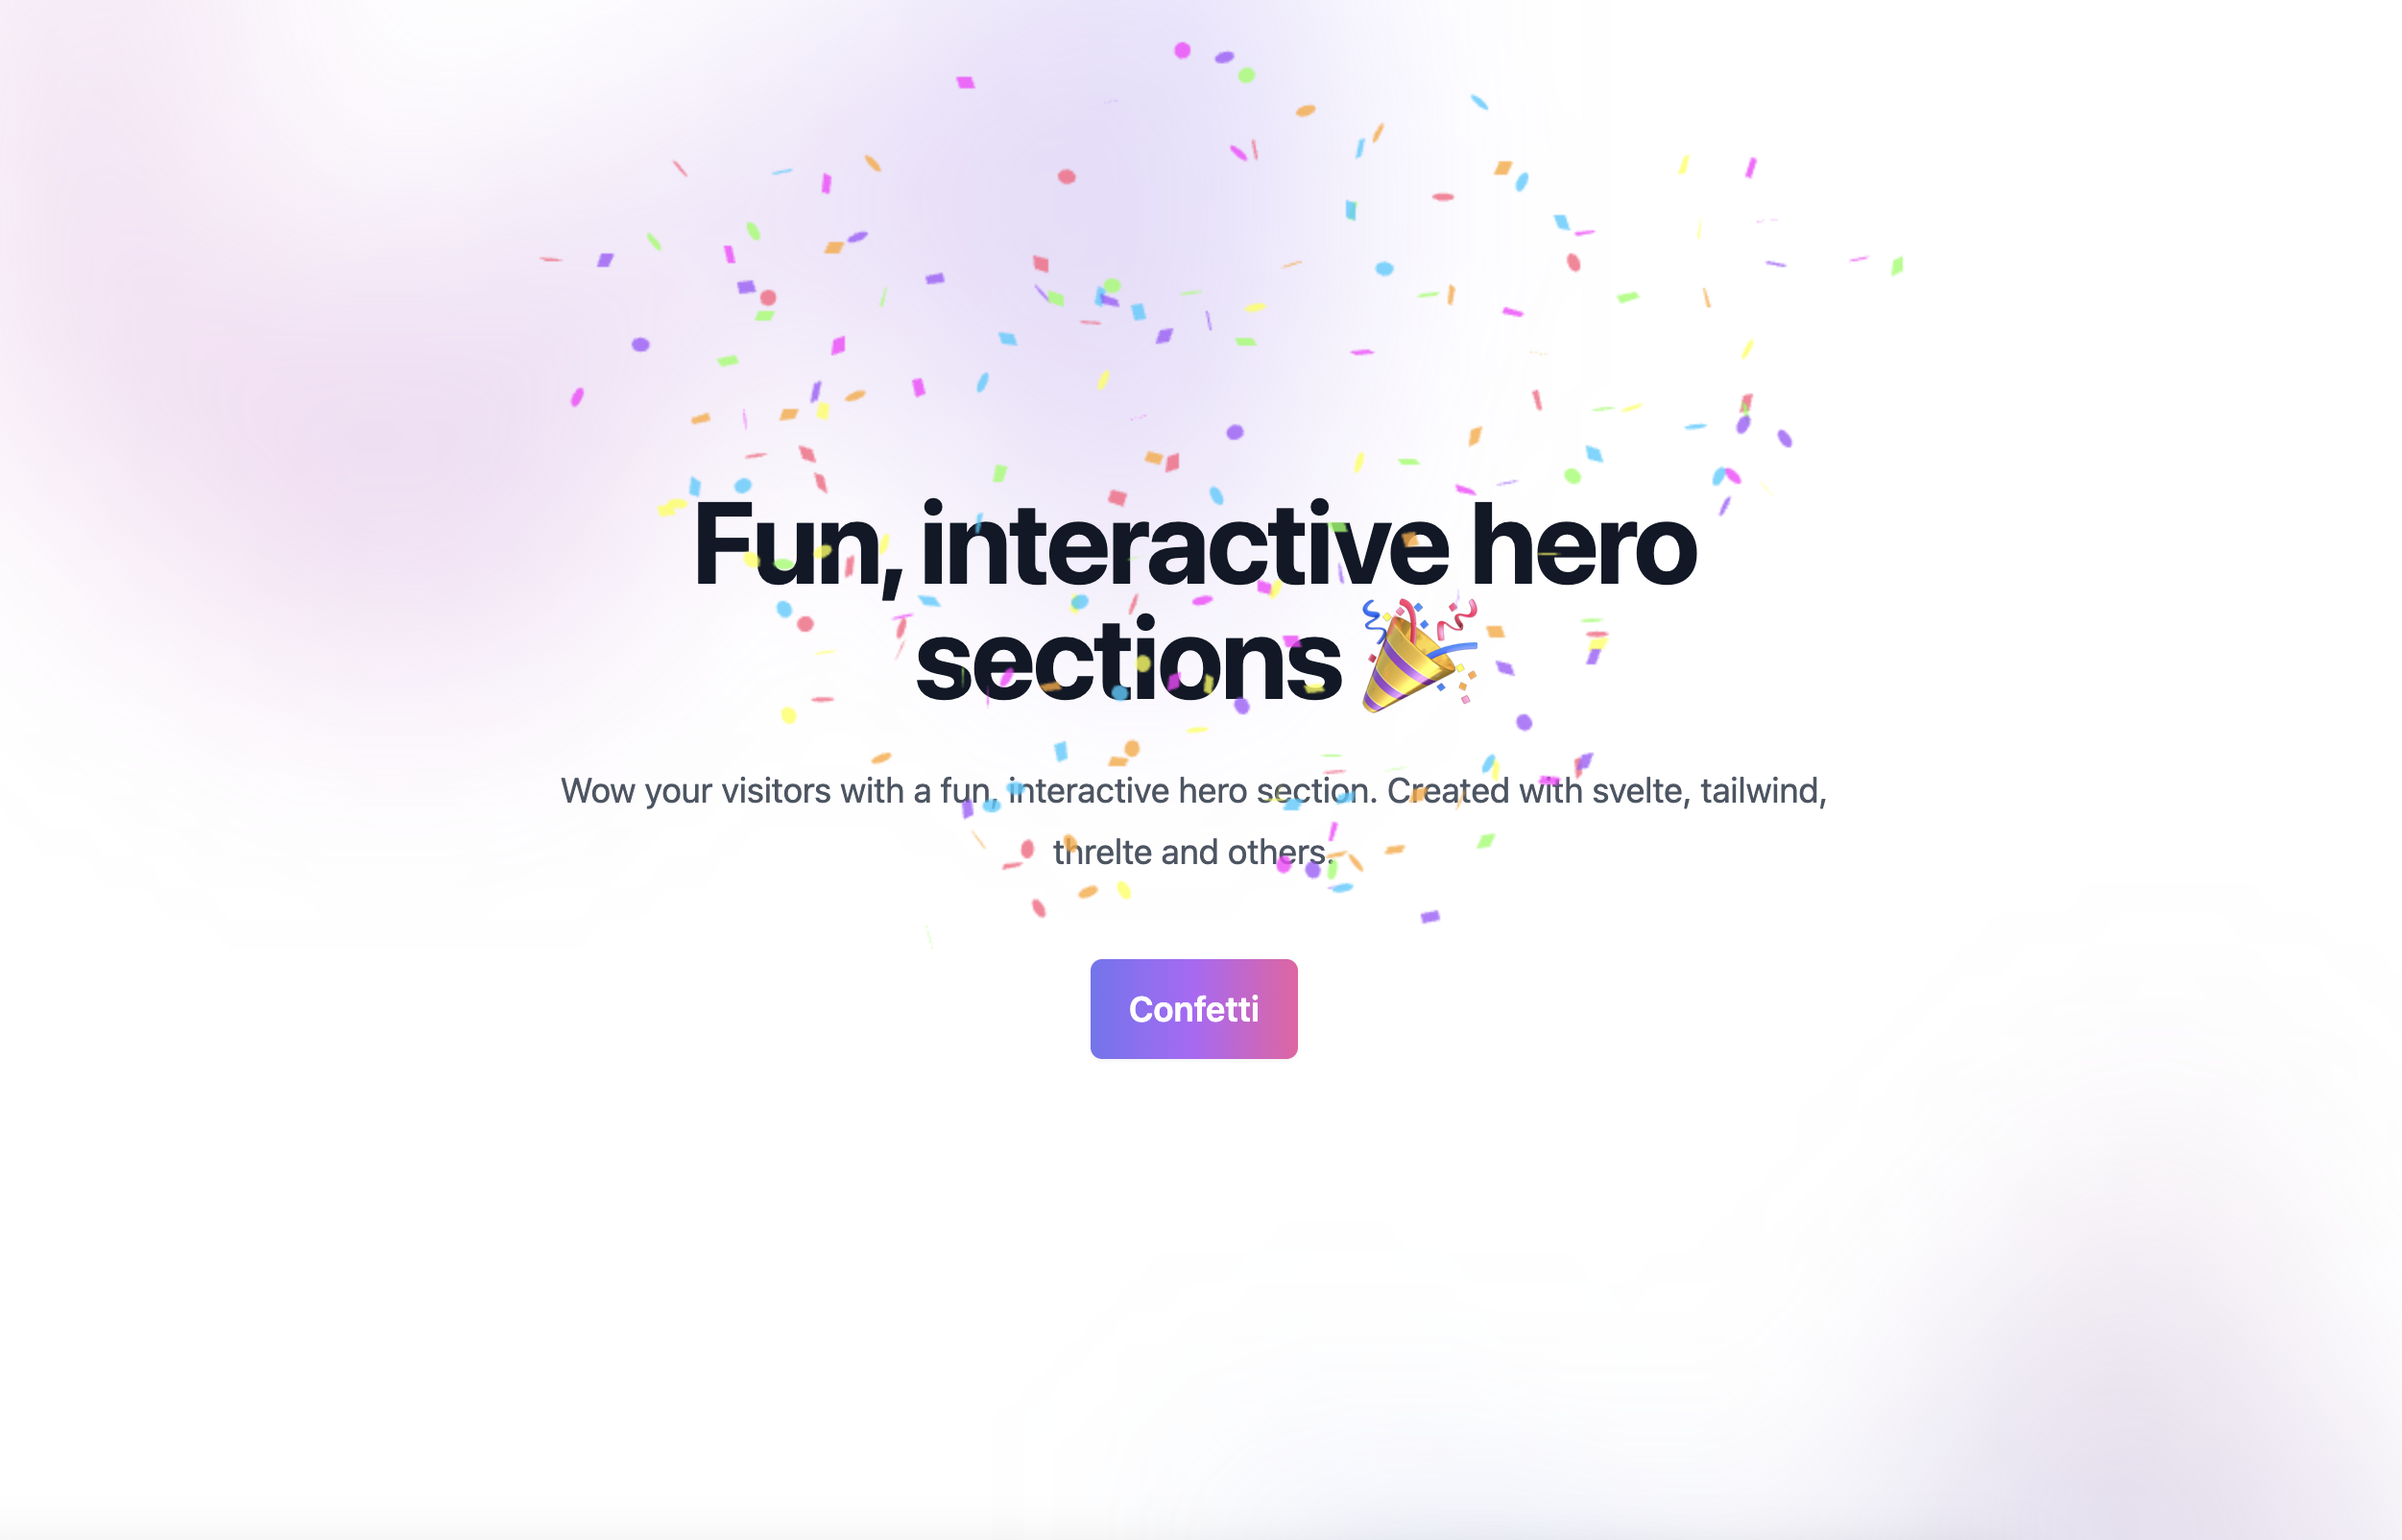 Fun, interactive hero
sections 🎉
Wow your visitors with a fun, interactive hero section. Created with svelte, tailwind,
threlte and others.
Confetti